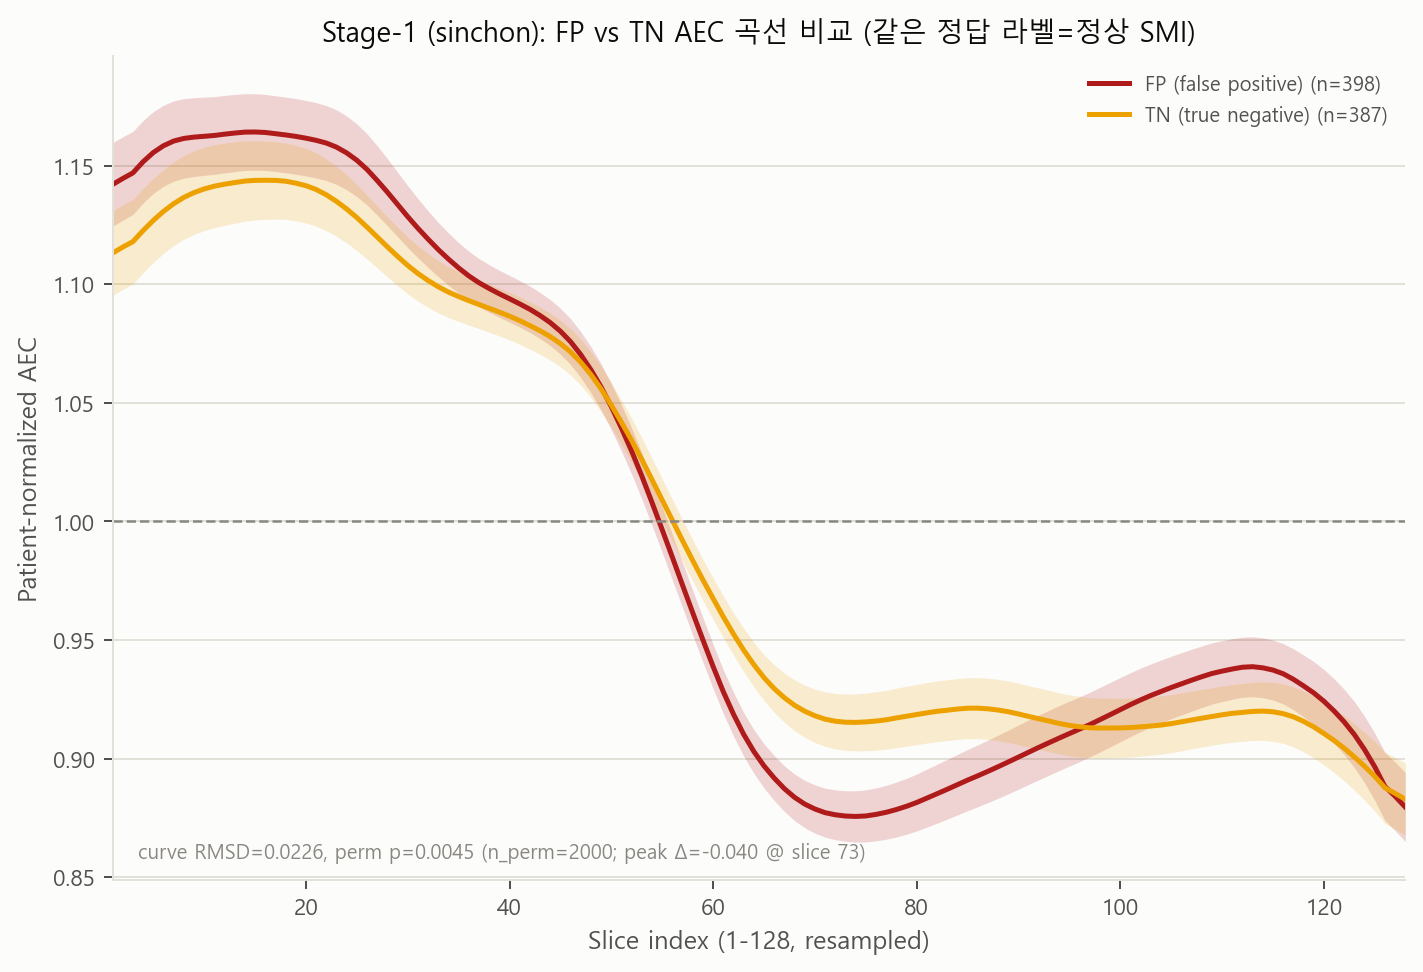 Stage-1 (sinchon): FP vs TN AEC 곡선 비교 (같은 정답 라벨=정상 SMI)
FP (false positive) (n=398)
TN (true negative) (n=387)
Patient-normalized AEC
1.15
1.10
1.05
1.00
0.95
0.90
0.85
curve RMSD=0.0226, perm p=0.0045 (n_perm=2000; peak Δ=-0.040 @ slice 73)
20 40 60 80 100 120
Slice index (1-128, resampled)